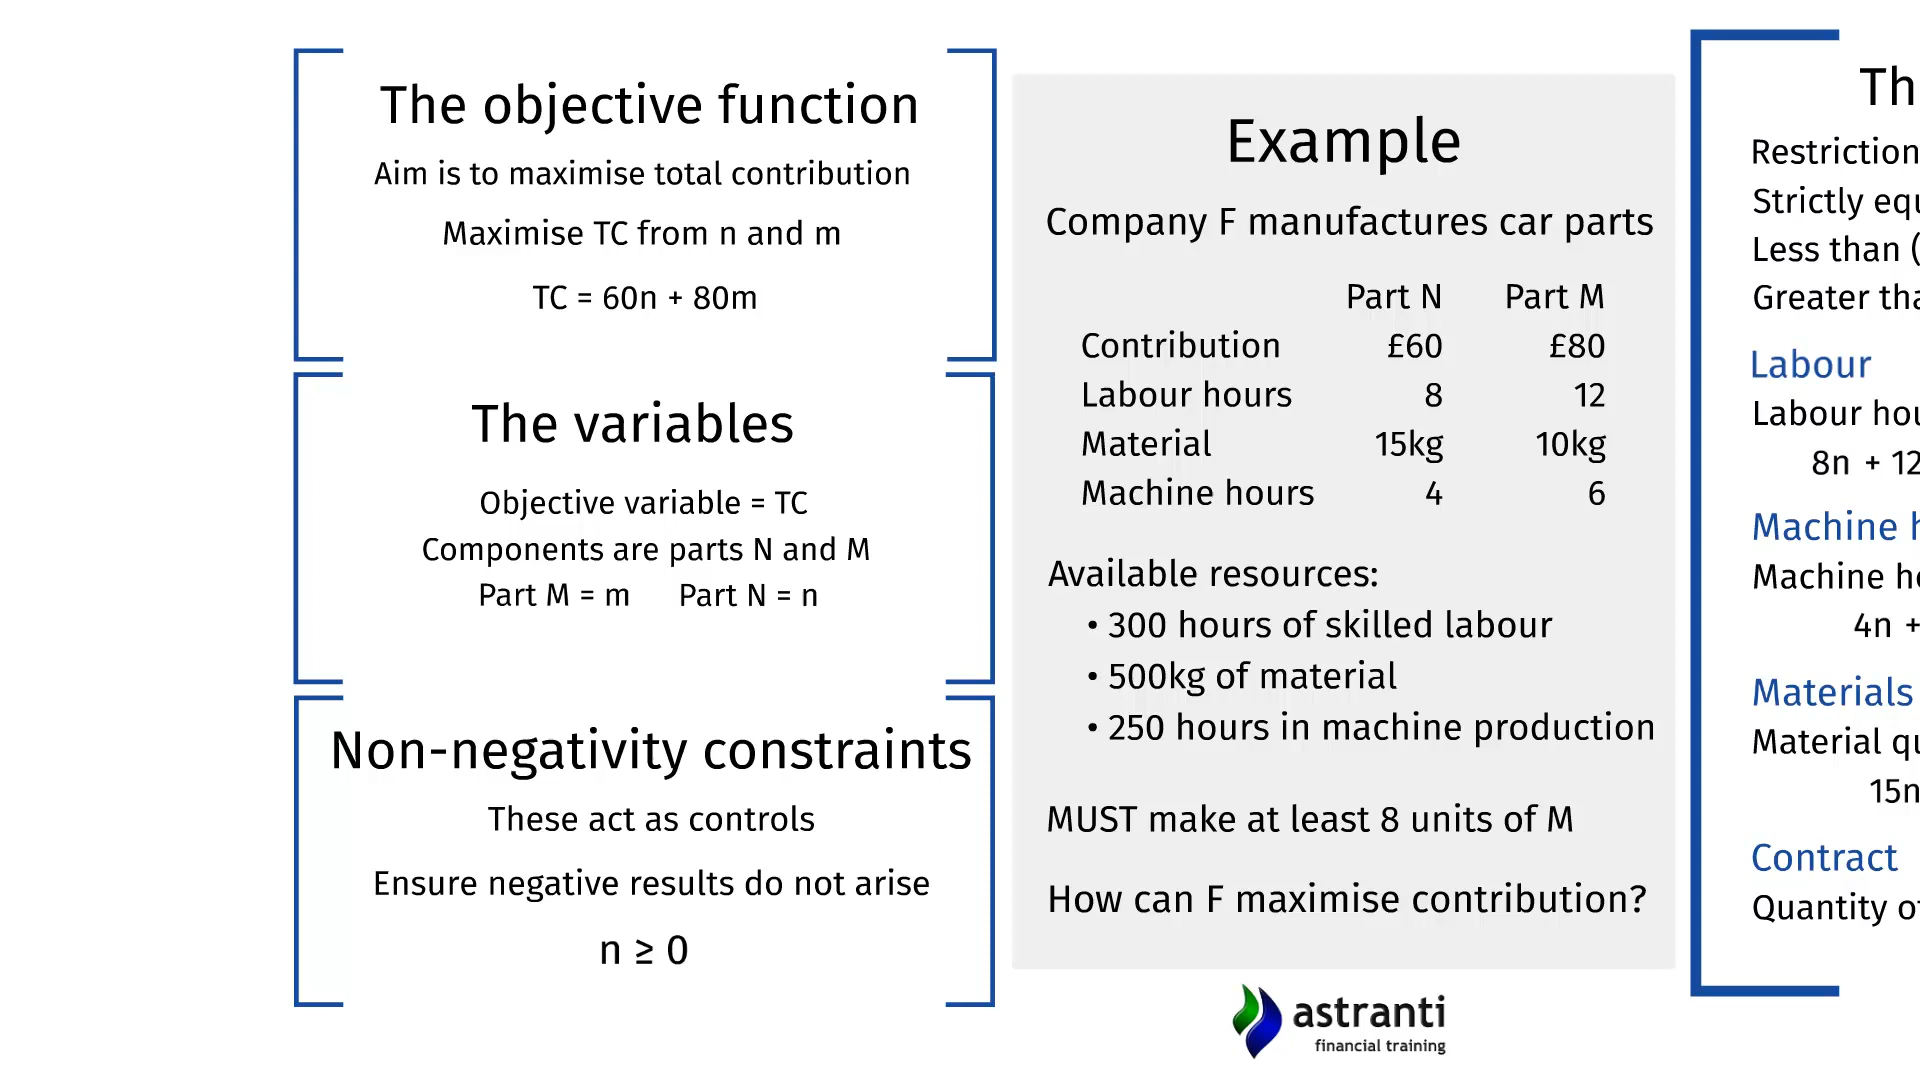 The objective function
Aim is to maximise total contribution
Maximise TC from n and m
TC = 60n + 80m
The variables
Objective variable = TC
Components are parts N and M
Part M = m Part N = n
Non-negativity constraints
These act as controls
Ensure negative results do not arise
n ≥ 0
Example
Company F manufactures car parts
Part N Part M
Contribution £60 £80
Labour hours 8 12
Material 15kg 10kg
Machine hours 4 6
Available resources:
• 300 hours of skilled labour
• 500kg of material
• 250 hours in machine production
MUST make at least 8 units of M
How can F maximise contribution?
astranti
financial training
Th
Restriction
Strictly equ
Less than (
Greater tha
Labour
Labour hou
8n + 12
Machine h
Machine ho
4n +
Materials
Material qu
15n
Contract
Quantity of